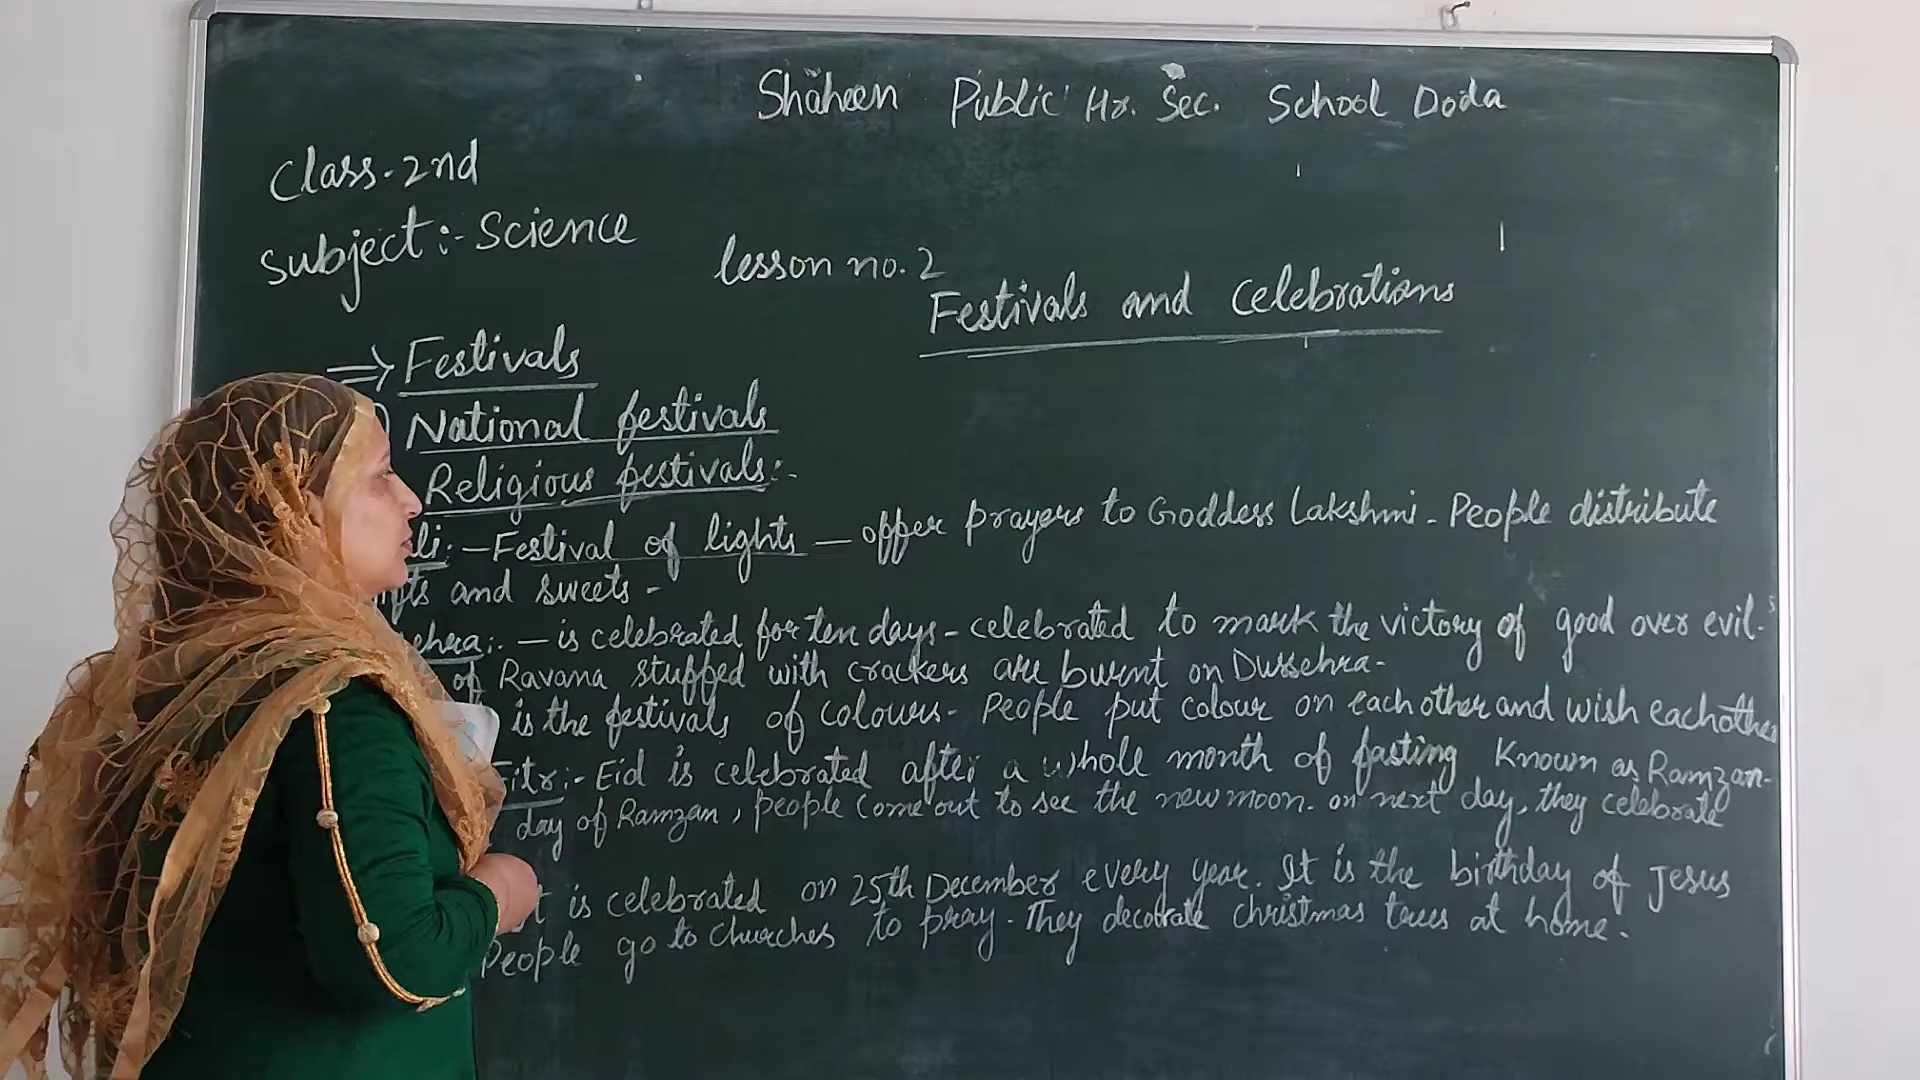 Shaheen Public Hr. Sec. School Doda
Class-2nd
Subject:- Science
lesson no. 2
Festivals and celebrations
⇒ Festivals
National festivals
Religious festivals:-
li:- Festival of lights - offer prayers to Goddess Lakshmi - People distribute
and sweets -
ehra:- - is celebrated for ten days - celebrated to mark the victory of good over evil.
of Ravana stuffed with crackers are burnt on Dussehra-
is the festivals of colours - People put colour on each other and wish eachother
Fitr:- Eid is celebrated after a whole month of fasting known as Ramzan-
day of Ramzan, people come out to see the new moon. on next day, they celebrate
is celebrated on 25th December every year. It is the birthday of Jesus
People go to churches to pray. They decorate christmas trees at home.